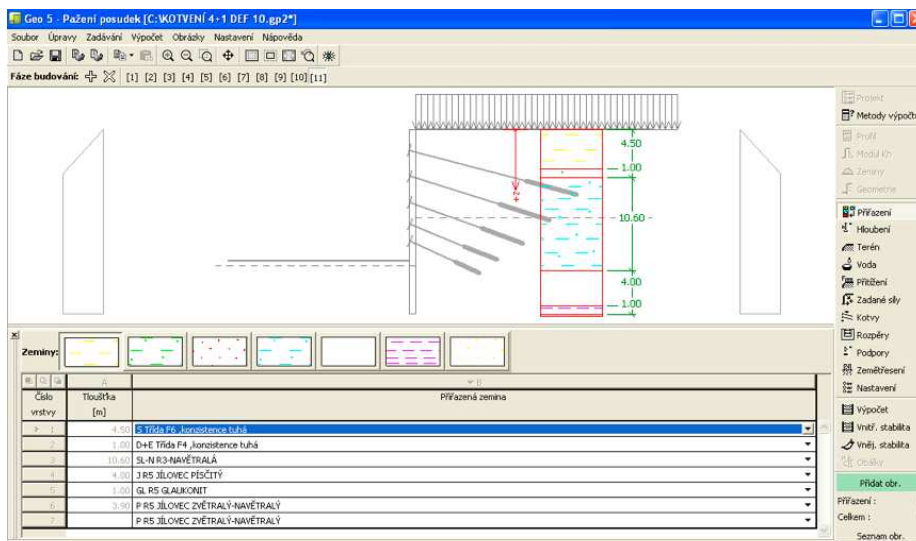 Geo 5 - Pažení posudek [C:\KOTVENÍ 4+1 DEF 10.gp2*]
Soubor Úpravy Zadávání Výpočet Obrázky Nastavení Nápověda
Fáze budování: [1] [2] [3] [4] [5] [6] [7] [8] [9] [10] [11]
4.50
1.00
+z
10.60
4.00
1.00
Projekt
Metody výpočtu
Profil
Modul Kh
Zeminy
Geometrie
Přiřazení
Hloubení
Terén
Voda
Přitížení
Zadané síly
Kotvy
Rozpěry
Podpory
Zemětřesení
Nastavení
Výpočet
Vnitř. stabilita
Vněj. stabilita
Obálky
Přidat obr.
Přiřazení :
Celkem :
Seznam obr.
Zeminy:
A B
Číslo vrstvy Tloušťka [m] Přiřazená zemina
1 4.50 S Třída F6 ,konzistence tuhá
2 1.00 D+E Třída F4 ,konzistence tuhá
3 10.60 SL-N R3-NAVĚTRALÁ
4 4.00 J R5 JÍLOVEC PÍSČITÝ
5 1.00 GL R5 GLAUKONIT
6 3.90 P R5 JÍLOVEC ZVĚTRALÝ-NAVĚTRALÝ
7 P R5 JÍLOVEC ZVĚTRALÝ-NAVĚTRALÝ